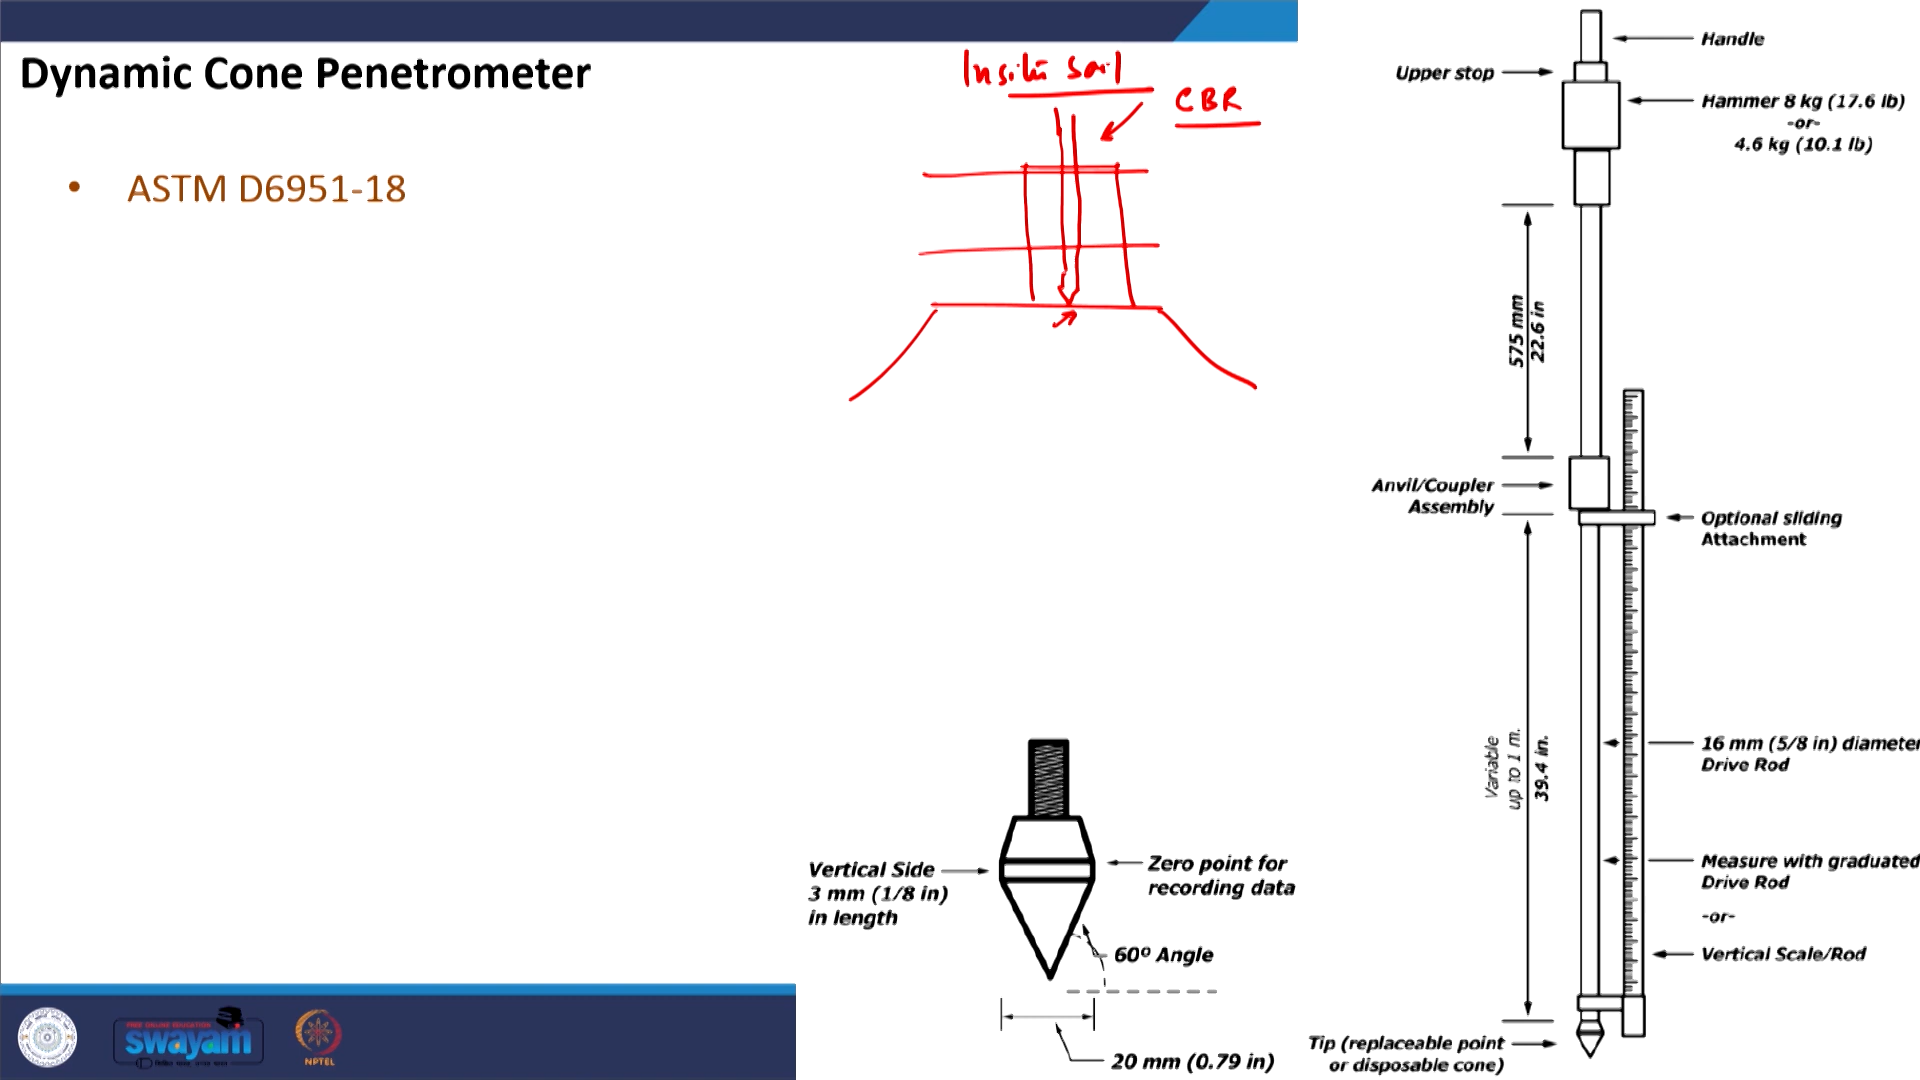 Dynamic Cone Penetrometer
• ASTM D6951-18
Insitu Soil
CBR
Handle
Upper stop
Hammer 8 kg (17.6 lb)
-or-
4.6 kg (10.1 lb)
575 mm
22.6 in
Anvil/Coupler
Assembly
Optional sliding
Attachment
Variable
up to 1 m.
39.4 in.
16 mm (5/8 in) diameter
Drive Rod
Measure with graduated
Drive Rod
-or-
Vertical Scale/Rod
Tip (replaceable point
or disposable cone)
Vertical Side
3 mm (1/8 in)
in length
Zero point for
recording data
60º Angle
20 mm (0.79 in)
FREE ONLINE EDUCATION
swayam
NPTEL